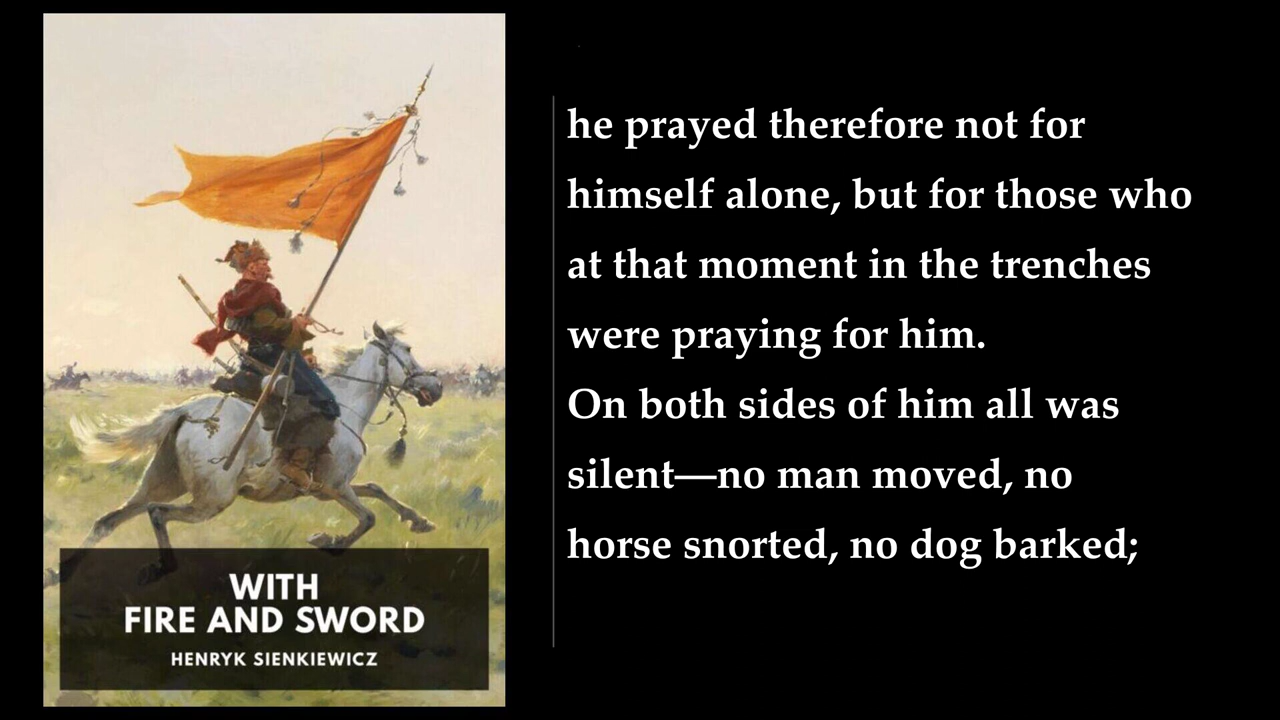 WITH
FIRE AND SWORD
HENRYK SIENKIEWICZ
he prayed therefore not for
himself alone, but for those who
at that moment in the trenches
were praying for him.
On both sides of him all was
silent—no man moved, no
horse snorted, no dog barked;